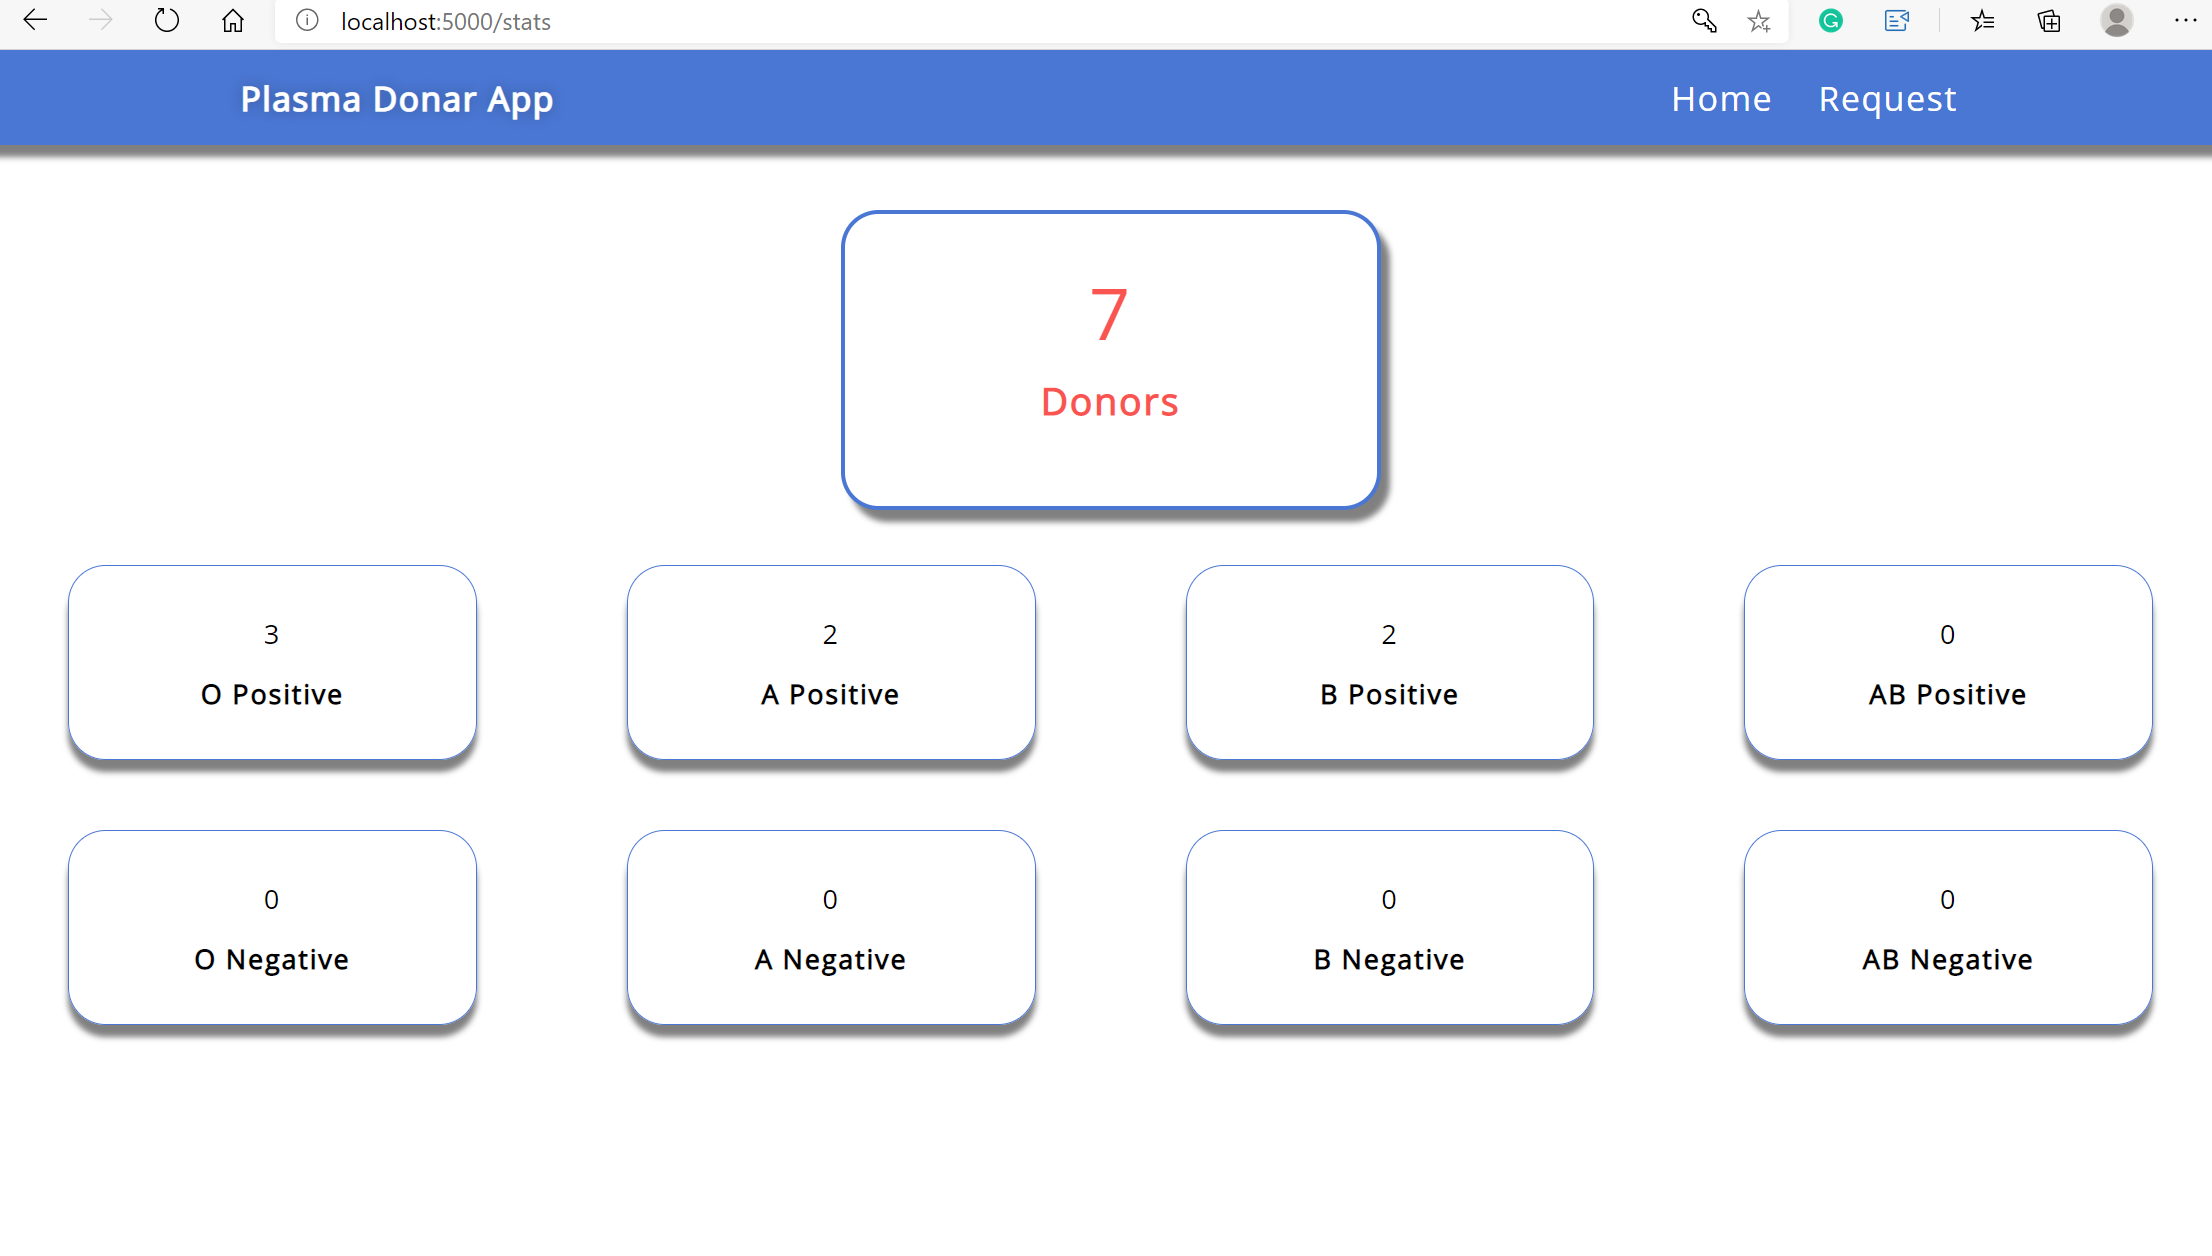 localhost:5000/stats
Plasma Donar App Home Request
7
Donors
3 2 2 0
O Positive A Positive B Positive AB Positive
0 0 0 0
O Negative A Negative B Negative AB Negative